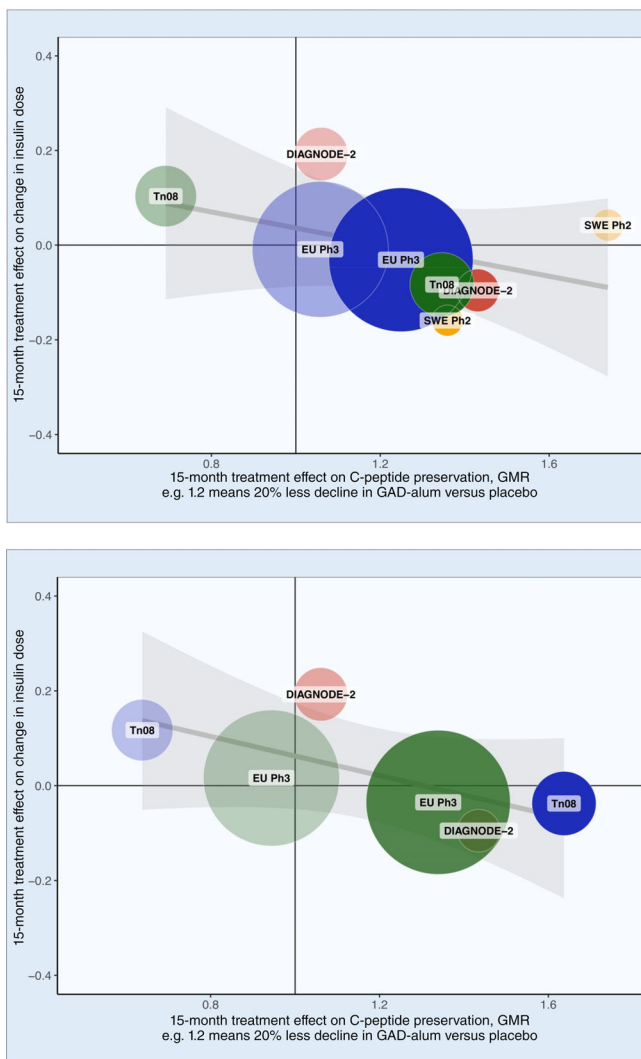 0.4
0.2
DIAGNODE−2
Tn08
SWE Ph2
0.0
EU Ph3
EU Ph3
Tn08
DIAGNODE−2
SWE Ph2
−0.2
−0.4
0.8
1.2
1.6
15-month treatment effect on change in insulin dose
15-month treatment effect on C-peptide preservation, GMR
e.g. 1.2 means 20% less decline in GAD-alum versus placebo
0.4
0.2
DIAGNODE−2
Tn08
EU Ph3
0.0
EU Ph3
Tn08
DIAGNODE−2
−0.2
−0.4
0.8
1.2
1.6
15-month treatment effect on change in insulin dose
15-month treatment effect on C-peptide preservation, GMR
e.g. 1.2 means 20% less decline in GAD-alum versus placebo